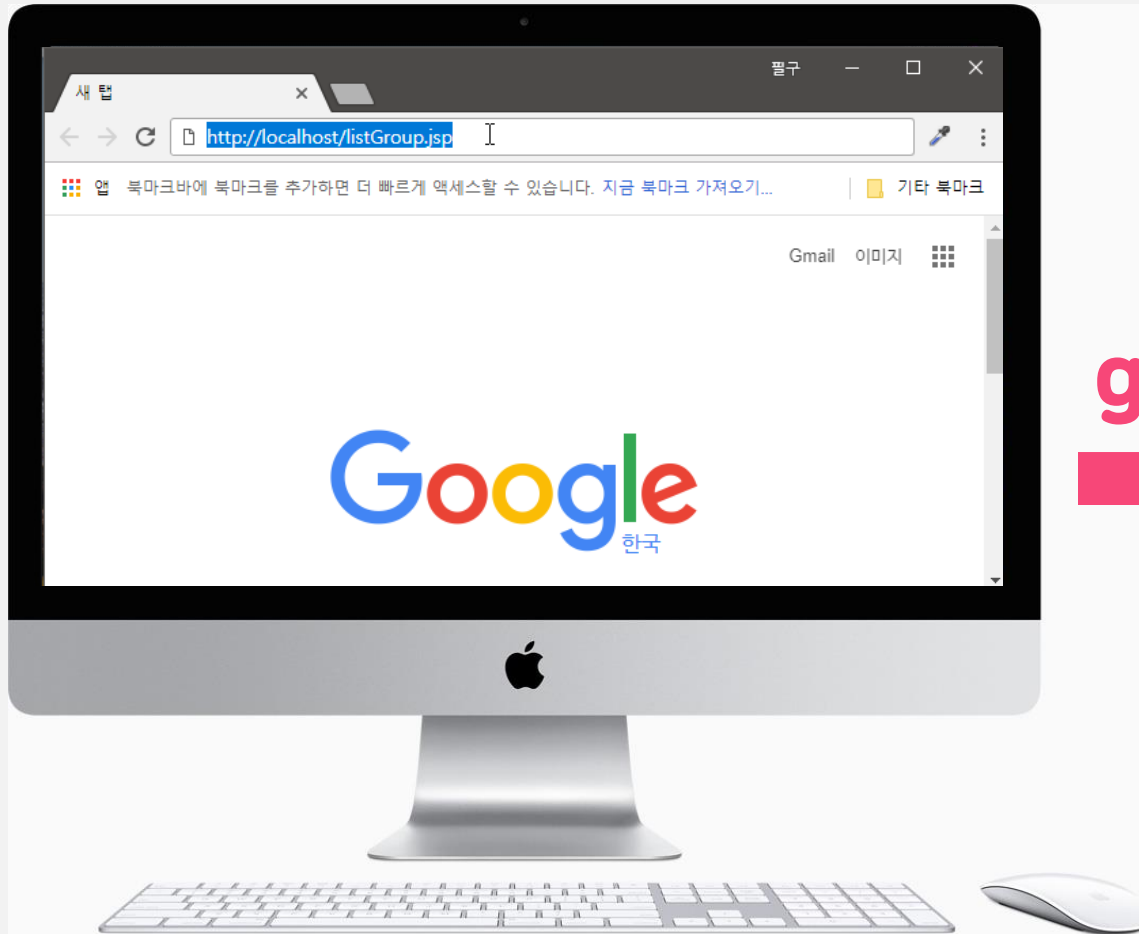 필구
새 탭
http://localhost/listGroup.jsp
앱 북마크바에 북마크를 추가하면 더 빠르게 액세스할 수 있습니다. 지금 북마크 가져오기... 기타 북마크
Gmail 이미지
g
Google
한국